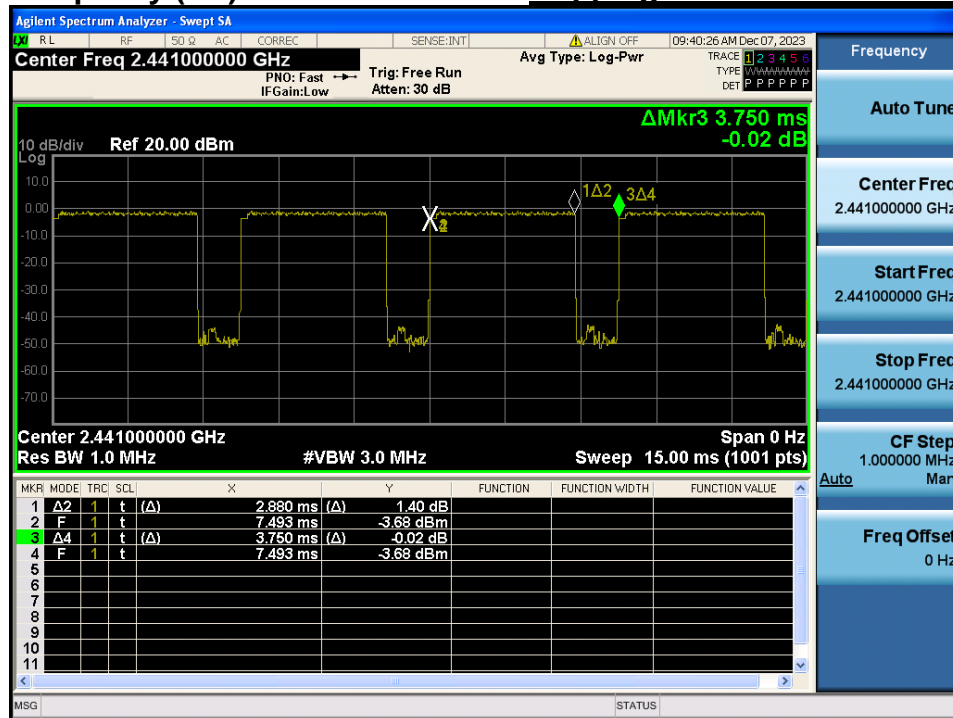 Agilent Spectrum Analyzer - Swept SA
LXI RL RF 50 Ω AC CORREC SENSE:INT ALIGN OFF 09:40:26 AM Dec 07, 2023
Center Freq 2.441000000 GHz
PNO: Fast
IFGain:Low
Trig: Free Run
Atten: 30 dB
Avg Type: Log-Pwr
TRACE 1 2 3 4 5 6
TYPE
DET P P P P P P
ΔMkr3 3.750 ms
-0.02 dB
10 dB/div Ref 20.00 dBm
Log
10.0
0.00
-10.0
-20.0
-30.0
-40.0
-50.0
-60.0
-70.0
1Δ2
3Δ4
2
Center 2.441000000 GHz Span 0 Hz
Res BW 1.0 MHz #VBW 3.0 MHz Sweep 15.00 ms (1001 pts)
MKR MODE TRC SCL X Y FUNCTION FUNCTION WIDTH FUNCTION VALUE
1 Δ2 1 t (Δ) 2.880 ms (Δ) 1.40 dB
2 F 1 t 7.493 ms -3.68 dBm
3 Δ4 1 t (Δ) 3.750 ms (Δ) -0.02 dB
4 F 1 t 7.493 ms -3.68 dBm
5
6
7
8
9
10
11
MSG STATUS
Frequency
Auto Tune
Center Freq
2.441000000 GHz
Start Freq
2.441000000 GHz
Stop Freq
2.441000000 GHz
CF Step
1.000000 MHz
Auto Man
Freq Offset
0 Hz